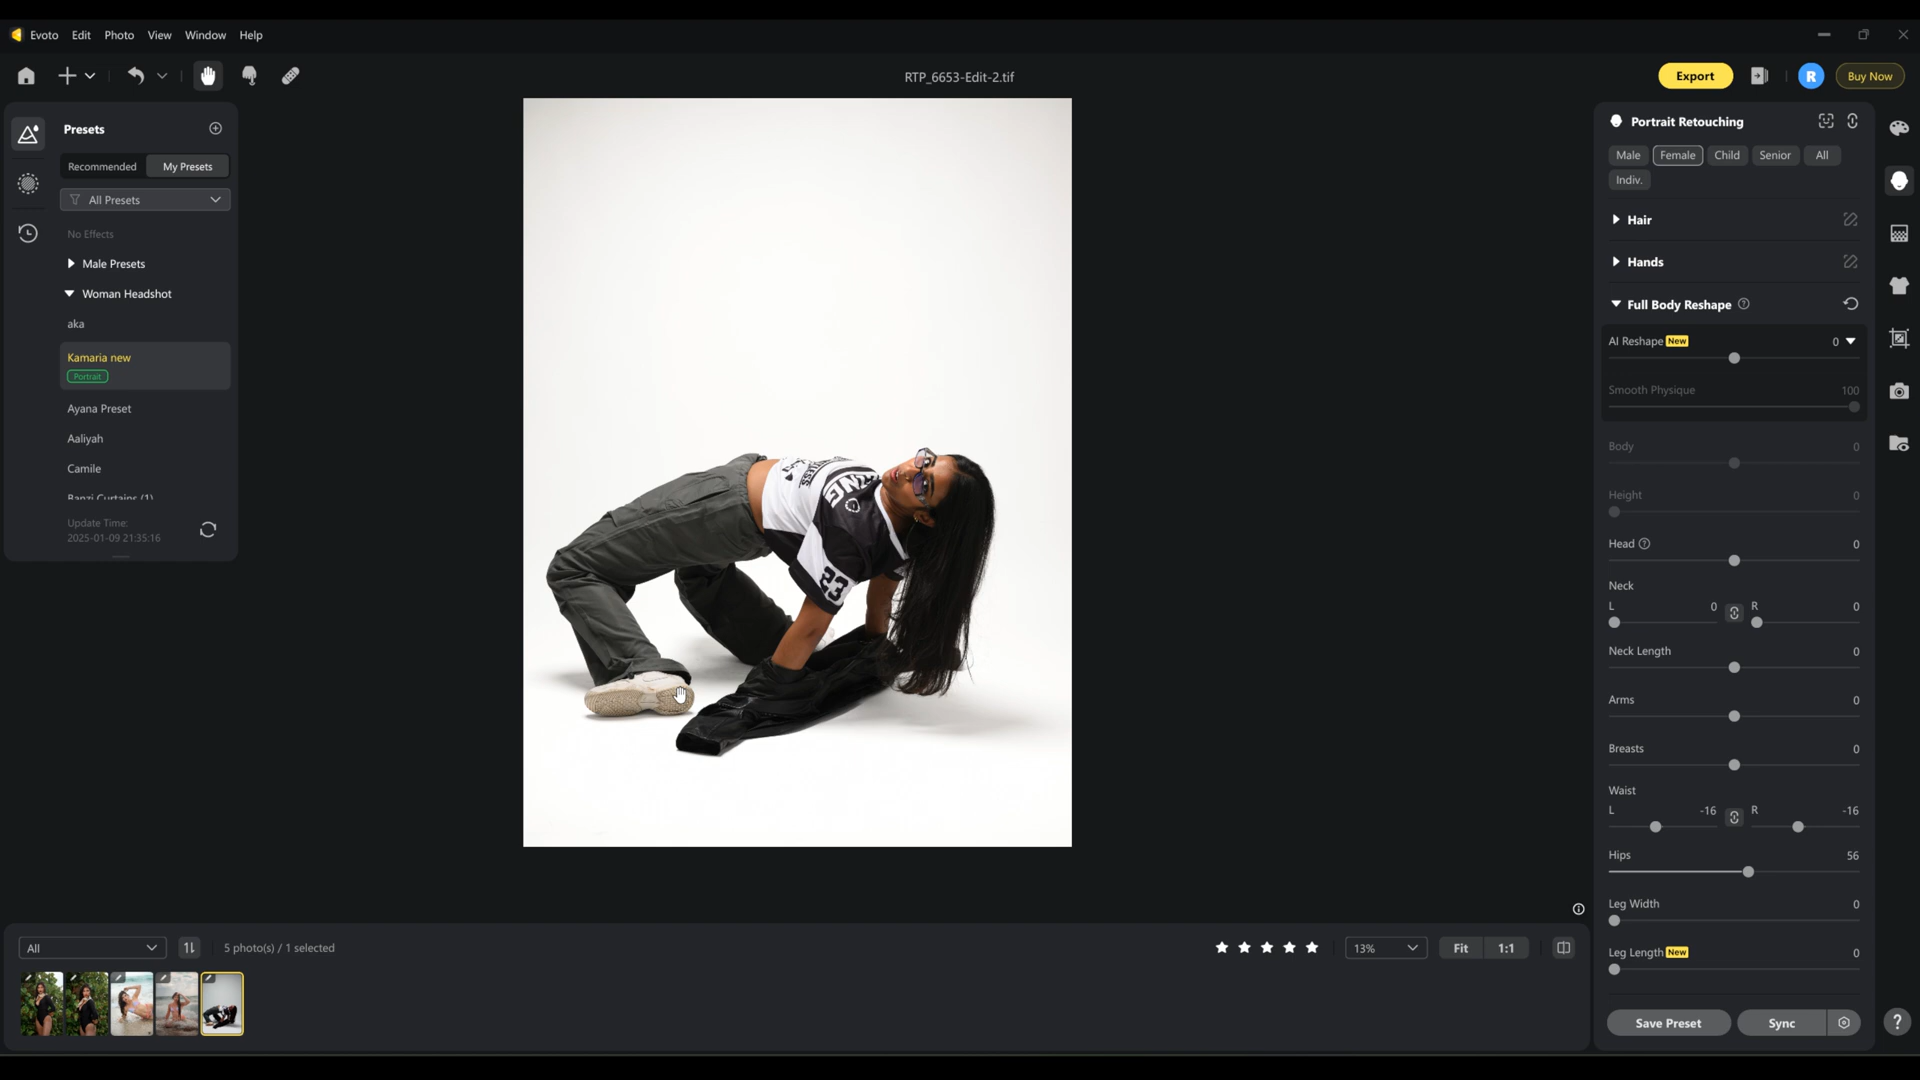 Evoto Edit Photo View Window Help
RTP_6653-Edit-2.tif
Export
R
Buy Now
Presets
Recommended
My Presets
All Presets
No Effects
Male Presets
Woman Headshot
aka
Kamaria new
Portrait
Ayana Preset
Aaliyah
Camile
Banzi Curtains (1)
Update Time:
2025-01-09 21:35:16
23
Portrait Retouching
Male Female Child Senior All
Indiv.
Hair
Hands
Full Body Reshape
AI Reshape New 0
Smooth Physique 100
Body 0
Height 0
Head 0
Neck
L 0 R 0
Neck Length 0
Arms 0
Breasts 0
Waist
L -16 R -16
Hips 56
Leg Width 0
Leg Length New 0
Save Preset
Sync
All
5 photo(s) / 1 selected
13%
Fit
1:1